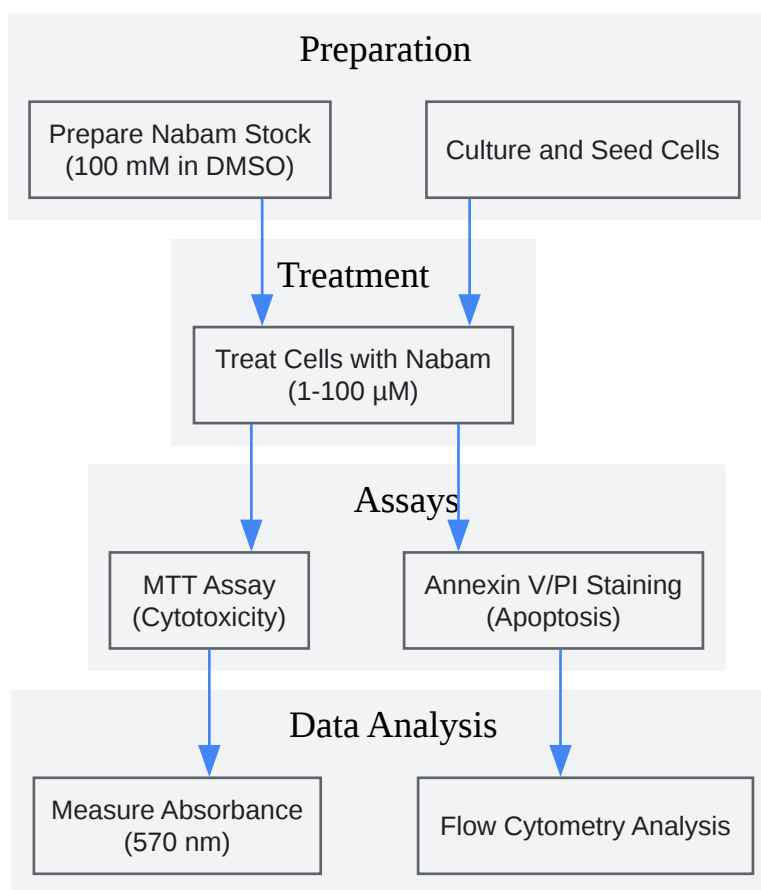 Preparation
Prepare Nabam Stock
(100 mM in DMSO)
Culture and Seed Cells
Treatment
Treat Cells with Nabam
(1-100 µM)
Assays
MTT Assay
(Cytotoxicity)
Annexin V/PI Staining
(Apoptosis)
Data Analysis
Measure Absorbance
(570 nm)
Flow Cytometry Analysis